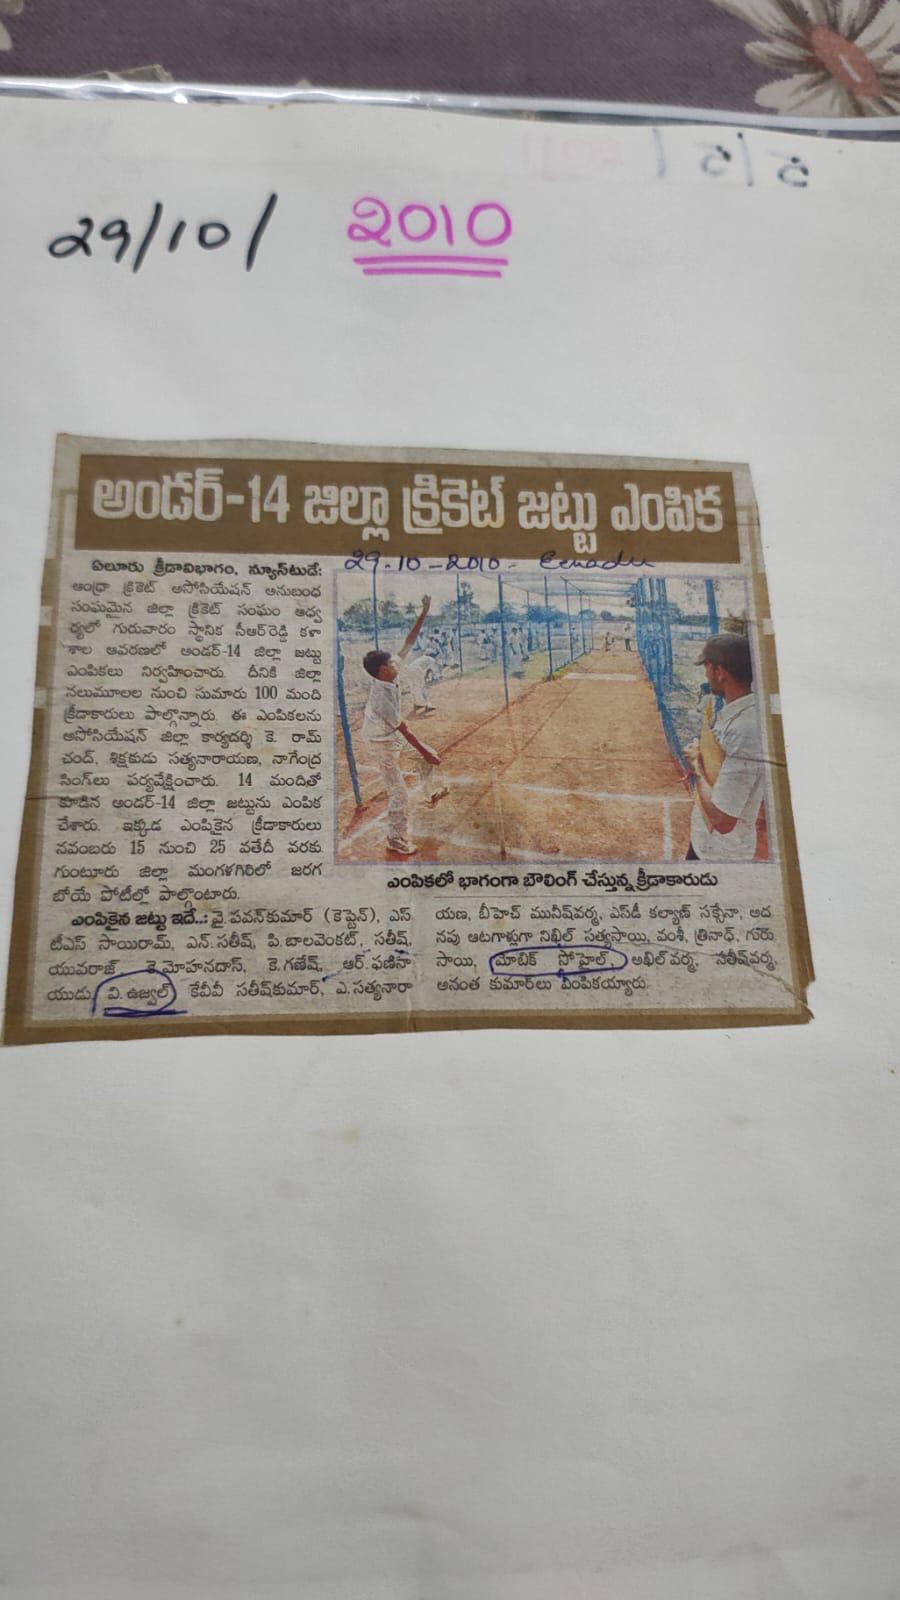 29/10/ 2010
అండర్-14 జిల్లా క్రికెట్ జట్టు ఎంపిక
29-10-2010- Eenadu
ఏలూరు క్రీడావిభాగం, న్యూస్‌టుడే:
ఆంధ్రా క్రికెట్ అసోసియేషన్ అనుబంధ
సంఘమైన జిల్లా క్రికెట్ సంఘం ఆధ్వ
ర్యంలో గురువారం స్థానిక సీఆర్‌రెడ్డి కళా
శాల ఆవరణలో అండర్-14 జిల్లా జట్టు
ఎంపికలు నిర్వహించారు. దీనికి జిల్లా
నలుమూలల నుంచి సుమారు 100 మంది
క్రీడాకారులు పాల్గొన్నారు. ఈ ఎంపికలను
అసోసియేషన్ జిల్లా కార్యదర్శి కె. రామ్
చంద్, శిక్షకుడు సత్యనారాయణ, నాగేంద్ర
సింగ్‌లు పర్యవేక్షించారు. 14 మందితో
కూడిన అండర్-14 జిల్లా జట్టును ఎంపిక
చేశారు. ఇక్కడ ఎంపికైన క్రీడాకారులు
నవంబరు 15 నుంచి 25 వతేదీ వరకు
గుంటూరు జిల్లా మంగళగిరిలో జరగ
బోయే పోటీల్లో పాల్గొంటారు.
ఎంపికలో భాగంగా బౌలింగ్ చేస్తున్న క్రీడాకారుడు
ఎంపికైన జట్టు ఇదే..: వై.పవన్‌కుమార్ (కెప్టెన్), ఎస్
టీఎస్ సాయిరామ్, ఎన్.సతీష్, పి.బాలవెంకట్, సతీష్,
యువరాజ్, కె.మోహనదాస్, కె.గణేష్, ఆర్.ఫణిసా
యుడు, వి.ఉజ్వల్, కేవీవీ సతీష్‌కుమార్, ఎ.సత్యనారా
యణ, బీహెచ్ మునీష్‌వర్మ, ఎస్‌డీ కల్యాణ్ సక్సేనా, అద
నపు ఆటగాళ్లుగా నిఖిల్ సత్యసాయి, వంశీ, త్రినాధ్, గురు
సాయి, మోబిక్ సోహెల్, అఖిల్‌వర్మ, సతీష్‌వర్మ,
అనంత కుమార్‌లు ఎంపికయ్యారు.